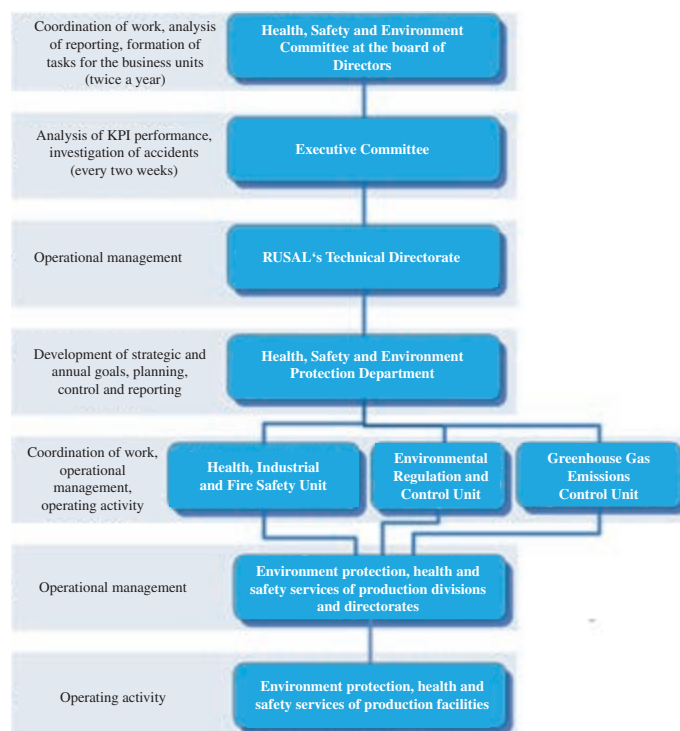 Coordination of work, analysis
of reporting, formation of
tasks for the business units
(twice a year)
Health, Safety and Environment
Committee at the board of
Directors
Analysis of KPI performance,
investigation of accidents
(every two weeks)
Executive Committee
Operational management
RUSAL‘s Technical Directorate
Development of strategic and
annual goals, planning,
control and reporting
Health, Safety and Environment
Protection Department
Coordination of work,
operational
management,
operating activity
Health, Industrial
and Fire Safety Unit
Environmental
Regulation and
Control Unit
Greenhouse Gas
Emissions
Control Unit
Operational management
Environment protection, health and
safety services of production divisions
and directorates
Operating activity
Environment protection, health and
safety services of production facilities